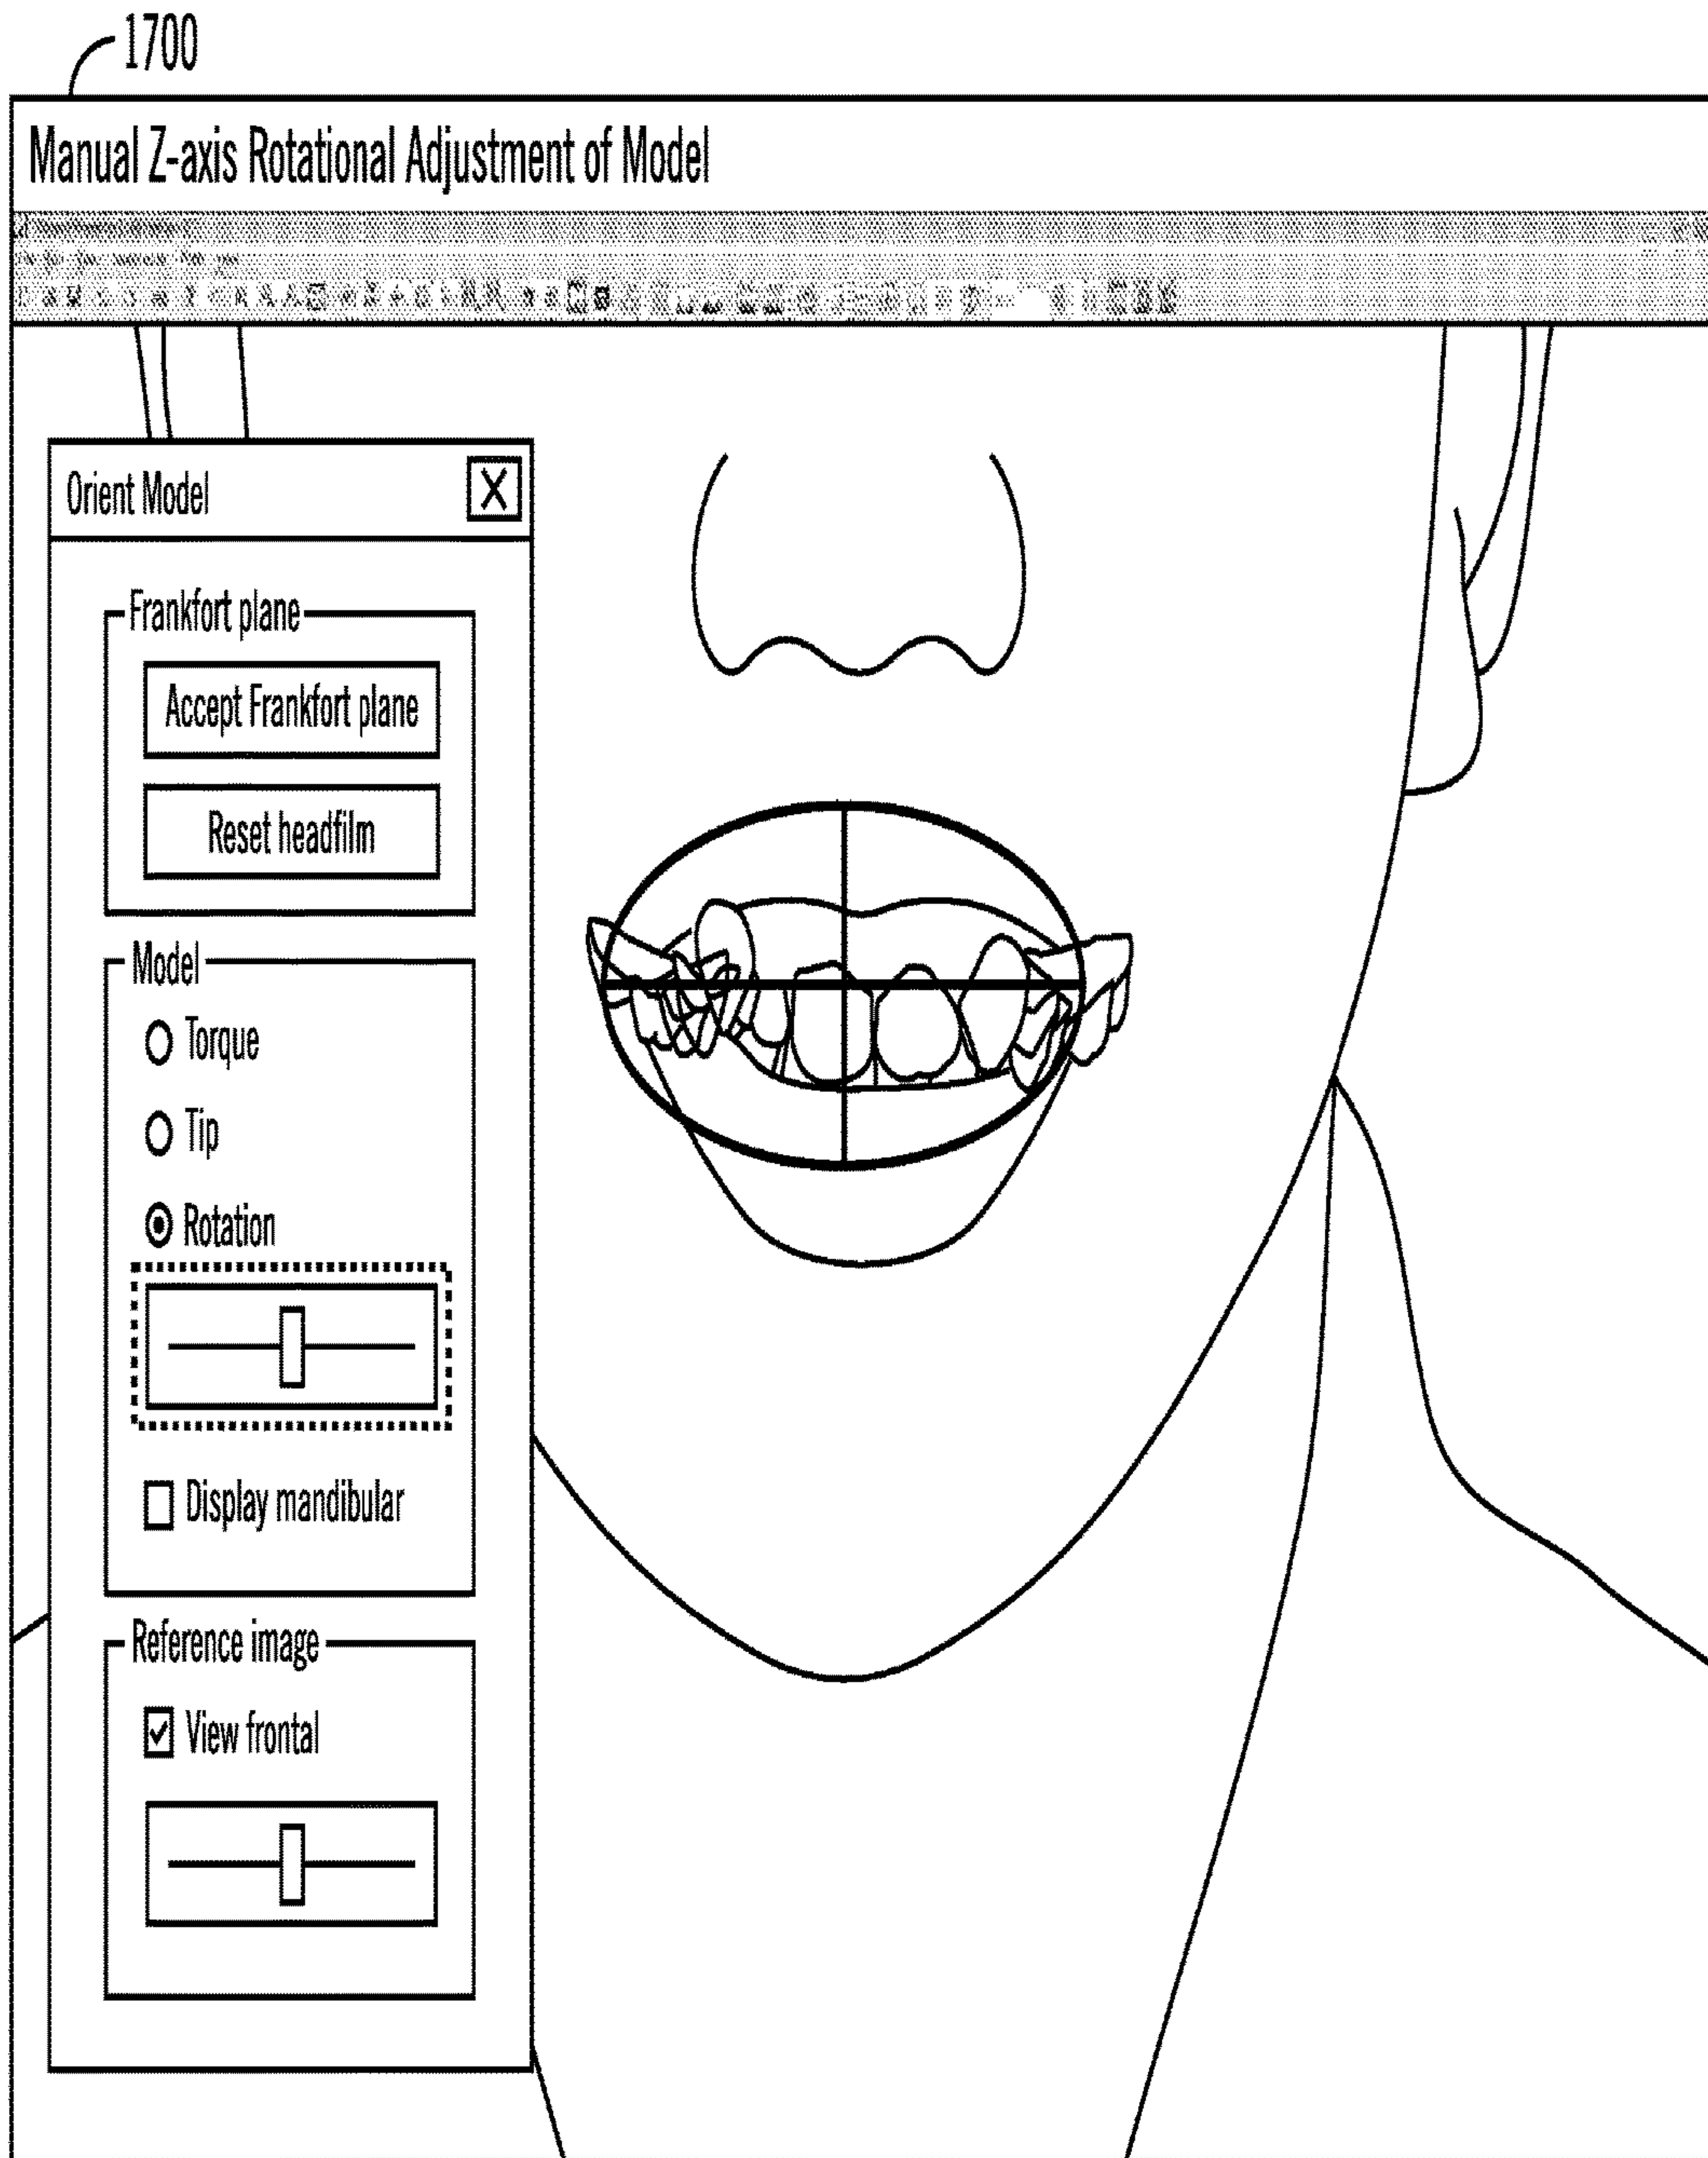 1700
Manual Z-axis Rotational Adjustment of Model
Orient Model
X
Frankfort plane
Accept Frankfort plane
Reset headfilm
Model
Torque
Tip
Rotation
Display mandibular
Reference image
View frontal